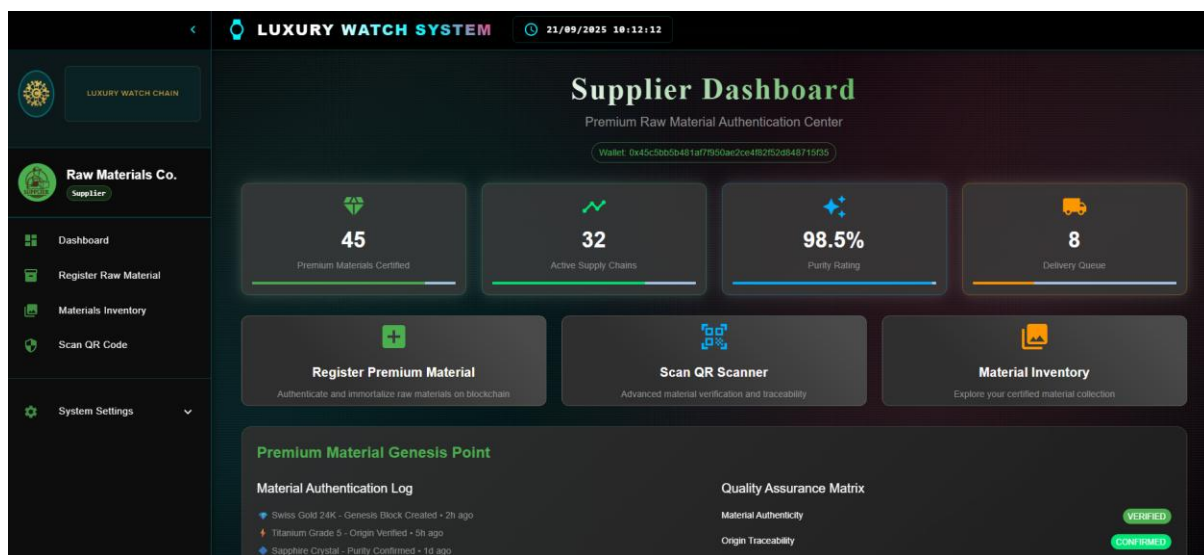 LUXURY WATCH SYSTEM
21/09/2025 10:12:12
LUXURY WATCH CHAIN
Raw Materials Co.
Supplier
SUPPLIER
Dashboard
Register Raw Material
Materials Inventory
Scan QR Code
System Settings
Supplier Dashboard
Premium Raw Material Authentication Center
45
Premium Materials Certified
32
Active Supply Chains
98.5%
Purity Rating
8
Delivery Queue
Register Premium Material
Authenticate and immortalize raw materials on blockchain
Scan QR Scanner
Advanced material verification and traceability
Material Inventory
Explore your certified material collection
Premium Material Genesis Point
Material Authentication Log
Swiss Gold 24K - Genesis Block Created • 2h ago
Titanium Grade 5 - Origin Verified • 5h ago
Sapphire Crystal - Purity Confirmed • 1d ago
Quality Assurance Matrix
Material Authenticity
VERIFIED
Origin Traceability
CONFIRMED